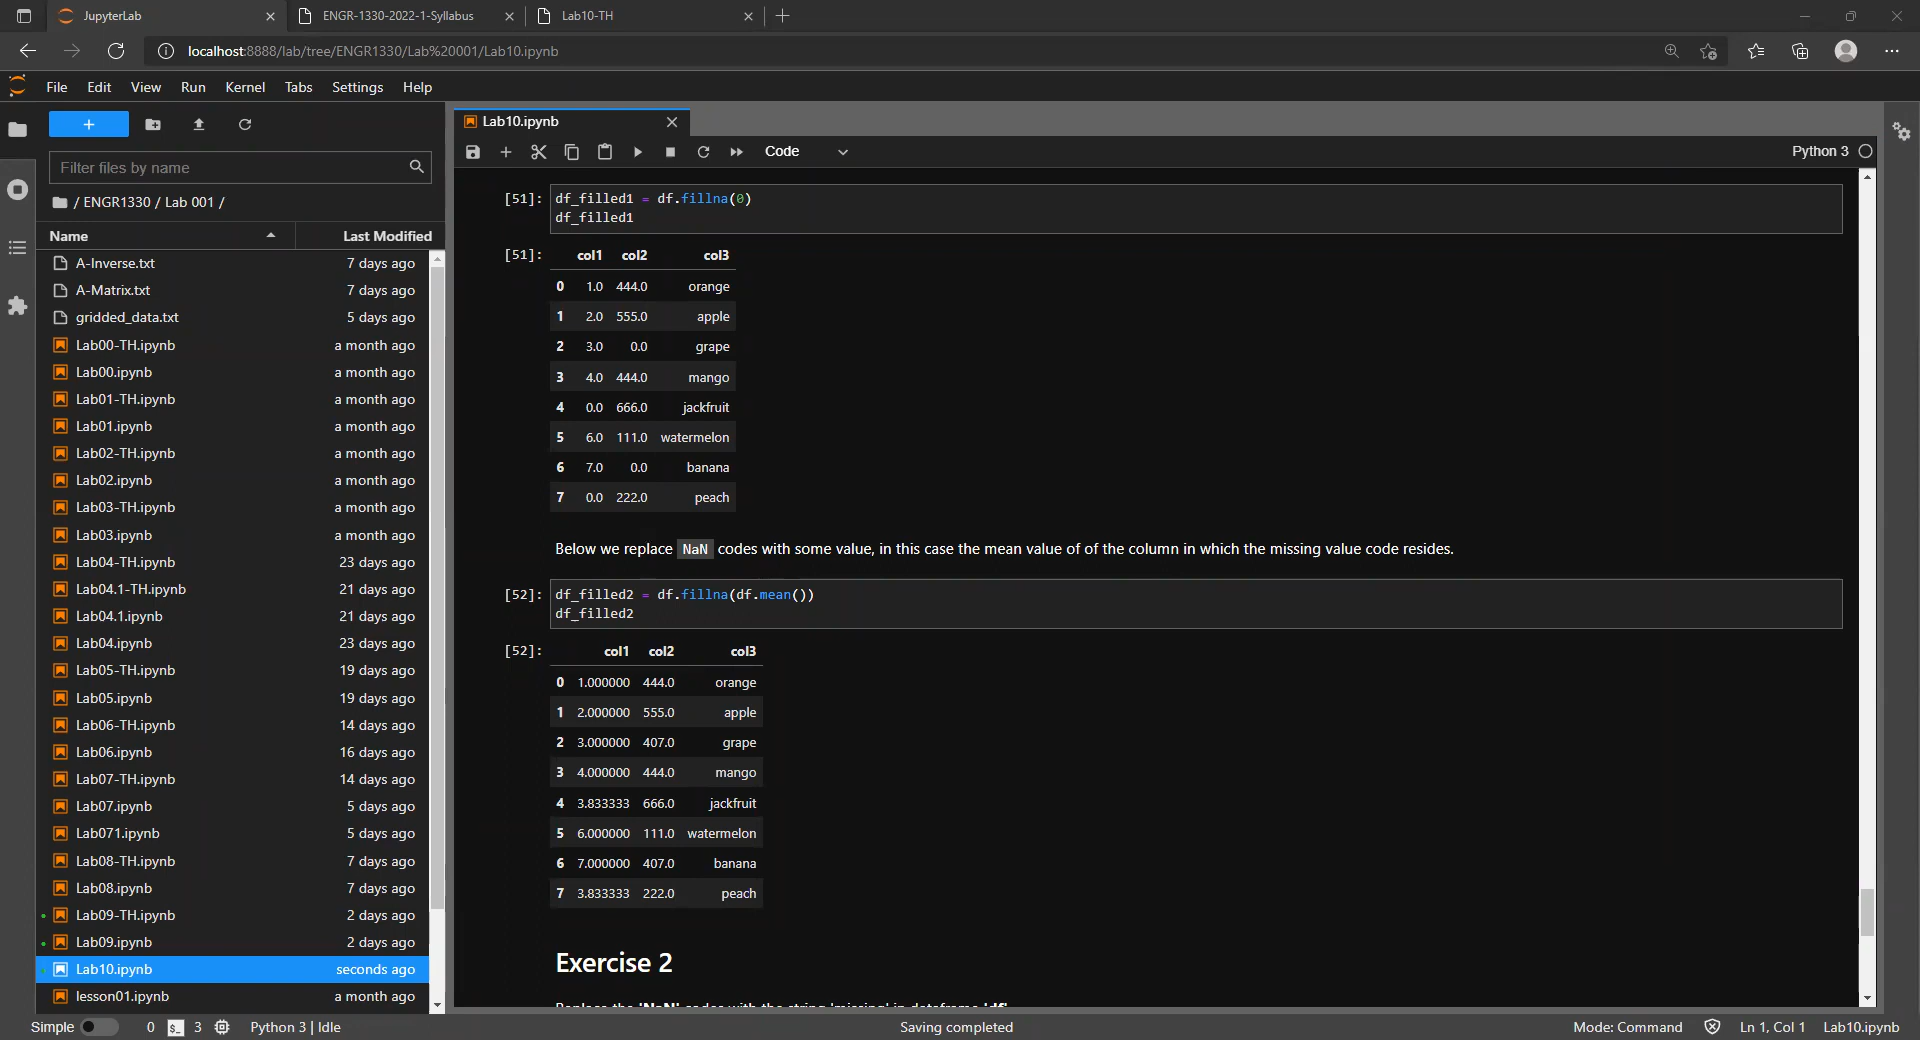 JupyterLab
ENGR-1330-2022-1-Syllabus
Lab10-TH
localhost:8888/lab/tree/ENGR1330/Lab%20001/Lab10.ipynb
File Edit View Run Kernel Tabs Settings Help
+
Filter files by name
/ ENGR1330 / Lab 001 /
Name Last Modified
A-Inverse.txt 7 days ago
A-Matrix.txt 7 days ago
gridded_data.txt 5 days ago
Lab00-TH.ipynb a month ago
Lab00.ipynb a month ago
Lab01-TH.ipynb a month ago
Lab01.ipynb a month ago
Lab02-TH.ipynb a month ago
Lab02.ipynb a month ago
Lab03-TH.ipynb a month ago
Lab03.ipynb a month ago
Lab04-TH.ipynb 23 days ago
Lab04.1-TH.ipynb 21 days ago
Lab04.1.ipynb 21 days ago
Lab04.ipynb 23 days ago
Lab05-TH.ipynb 19 days ago
Lab05.ipynb 19 days ago
Lab06-TH.ipynb 14 days ago
Lab06.ipynb 16 days ago
Lab07-TH.ipynb 14 days ago
Lab07.ipynb 5 days ago
Lab071.ipynb 5 days ago
Lab08-TH.ipynb 7 days ago
Lab08.ipynb 7 days ago
Lab09-TH.ipynb 2 days ago
Lab09.ipynb 2 days ago
Lab10.ipynb seconds ago
lesson01.ipynb a month ago
Lab10.ipynb
Code
Python 3
[51]: df_filled1 = df.fillna(0)
df_filled1
[51]: col1 col2 col3
0 1.0 444.0 orange
1 2.0 555.0 apple
2 3.0 0.0 grape
3 4.0 444.0 mango
4 0.0 666.0 jackfruit
5 6.0 111.0 watermelon
6 7.0 0.0 banana
7 0.0 222.0 peach
Below we replace NaN codes with some value, in this case the mean value of of the column in which the missing value code resides.
[52]: df_filled2 = df.fillna(df.mean())
df_filled2
[52]: col1 col2 col3
0 1.000000 444.0 orange
1 2.000000 555.0 apple
2 3.000000 407.0 grape
3 4.000000 444.0 mango
4 3.833333 666.0 jackfruit
5 6.000000 111.0 watermelon
6 7.000000 407.0 banana
7 3.833333 222.0 peach
Exercise 2
Replace the 'NaN' codes with the string 'missing' in dataframe 'df'
Simple 0 3 Python 3 | Idle Saving completed Mode: Command Ln 1, Col 1 Lab10.ipynb